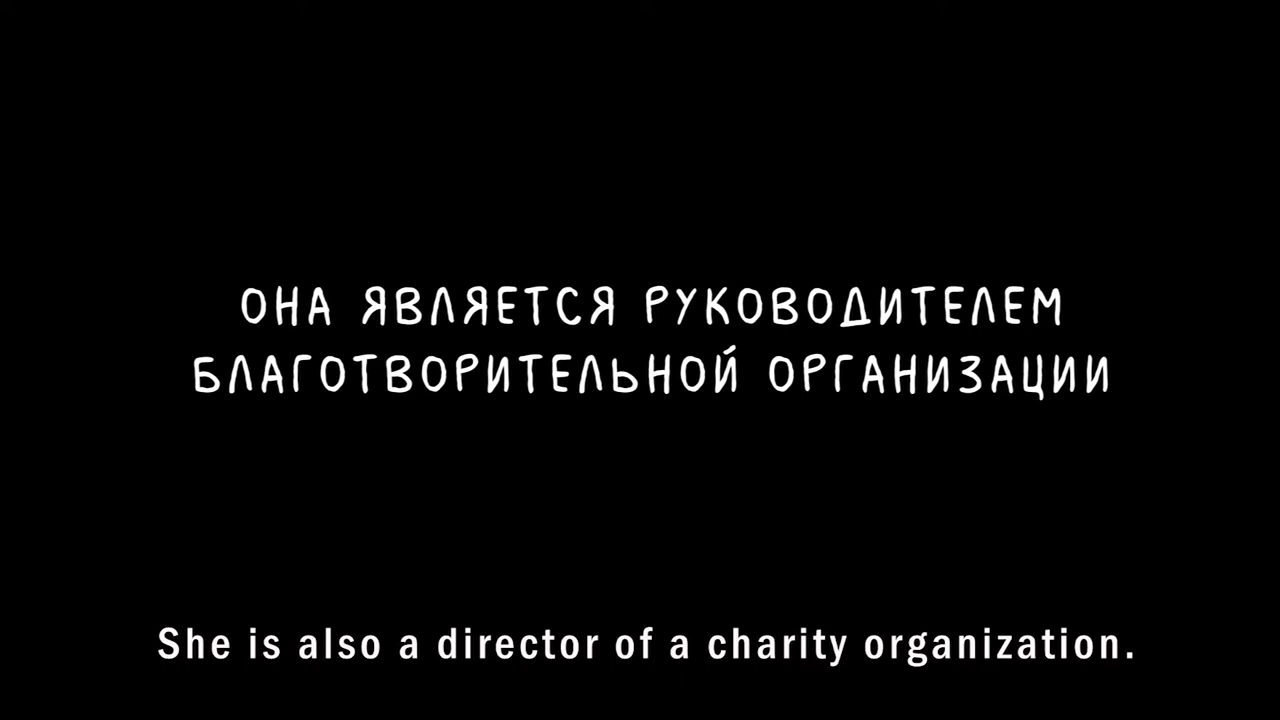 ОНА ЯВЛЯЕТСЯ РУКОВОДИТЕЛЕМ
БЛАГОТВОРИТЕЛЬНОЙ ОРГАНИЗАЦИИ
She is also a director of a charity organization.